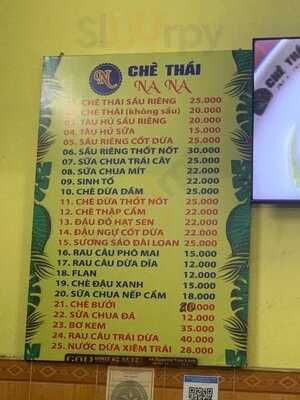 N
CHÈ THÁI
NA NA
01. CHÈ THÁI SẦU RIÊNG 25.000
02. CHÈ THÁI (không sầu) 20.000
03. TÀU HỦ SẦU RIÊNG 20.000
04. TÀU HỦ SỮA 15.000
05. SẦU RIÊNG CỐT DỪA 25.000
06. SẦU RIÊNG THỐT NỐT 30.000
07. SỮA CHUA TRÁI CÂY 25.000
08. SỮA CHUA MÍT 22.000
09. SINH TỐ 22.000
10. CHÈ DỪA DẦM 25.000
11. CHÈ DỪA THỐT NỐT 25.000
12. CHÈ THẬP CẨM 22.000
13. ĐẬU ĐỎ HẠT SEN 22.000
14. ĐẬU NGỰ CỐT DỪA 22.000
15. SƯƠNG SÁO ĐÀI LOAN 25.000
16. RAU CÂU PHÔ MAI 15.000
17. RAU CÂU DỪA DĨA 12.000
18. FLAN 12.000
19. CHÈ ĐẬU XANH 15.000
20. SỮA CHUA NẾP CẨM 18.000
21. CHÈ BƯỞI 20.000
22. SỮA CHUA ĐÁ 12.000
23. BƠ KEM 35.000
24. RAU CÂU TRÁI DỪA 40.000
25. NƯỚC DỪA XIÊM TRÁI 28.000
CHÈ THÁI